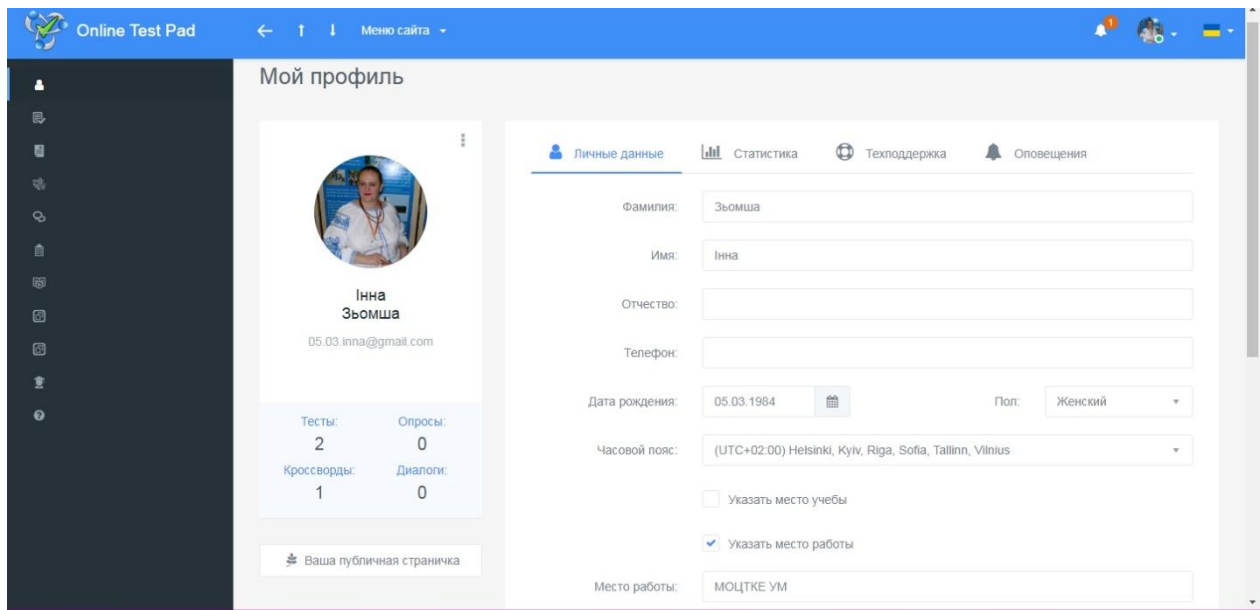 Online Test Pad
Меню сайта
1
Мой профиль
Інна
Зьомша
05.03.inna@gmail.com
Тесты: Опросы:
2 0
Кроссворды: Диалоги:
1 0
Ваша публичная страничка
Личные данные Статистика Техподдержка Оповещения
Фамилия: Зьомша
Имя: Інна
Отчество:
Телефон:
Дата рождения: 05.03.1984 Пол: Женский
Часовой пояс: (UTC+02:00) Helsinki, Kyiv, Riga, Sofia, Tallinn, Vilnius
Указать место учебы
Указать место работы
Место работы: МОЦТКЕ УМ